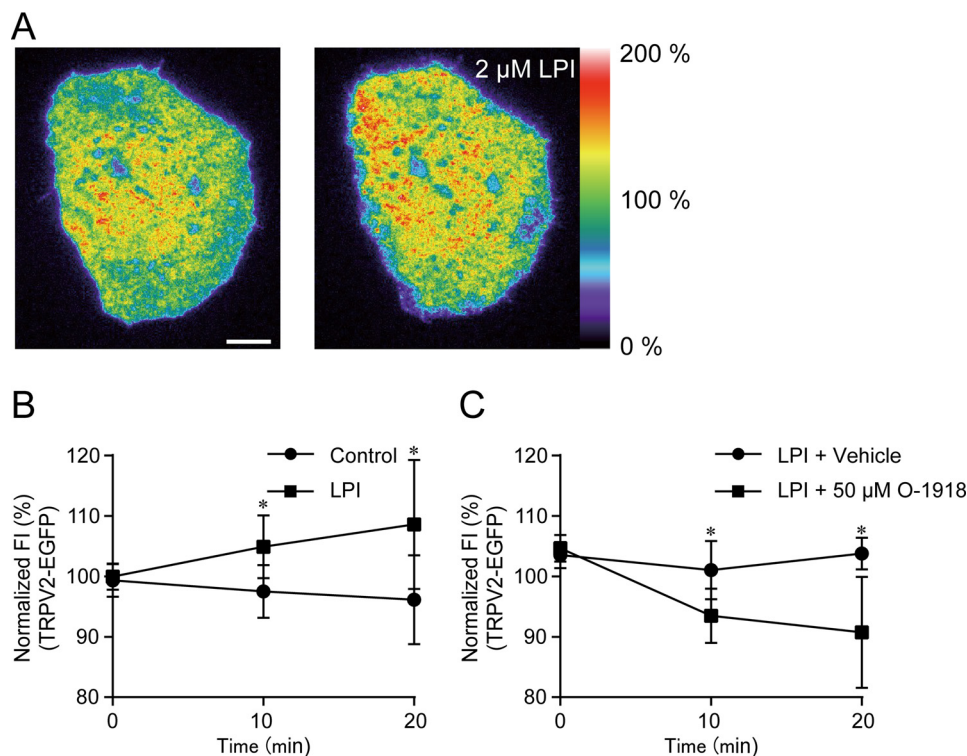 A
2 μM LPI
200 %
100 %
0 %
B
Normalized FI (%)
(TRPV2-EGFP)
120
110
100
90
80
0
10
20
Time (min)
Control
LPI
*
*
C
Normalized FI (%)
(TRPV2-EGFP)
120
110
100
90
80
0
10
20
Time (min)
LPI + Vehicle
LPI + 50 μM O-1918
*
*